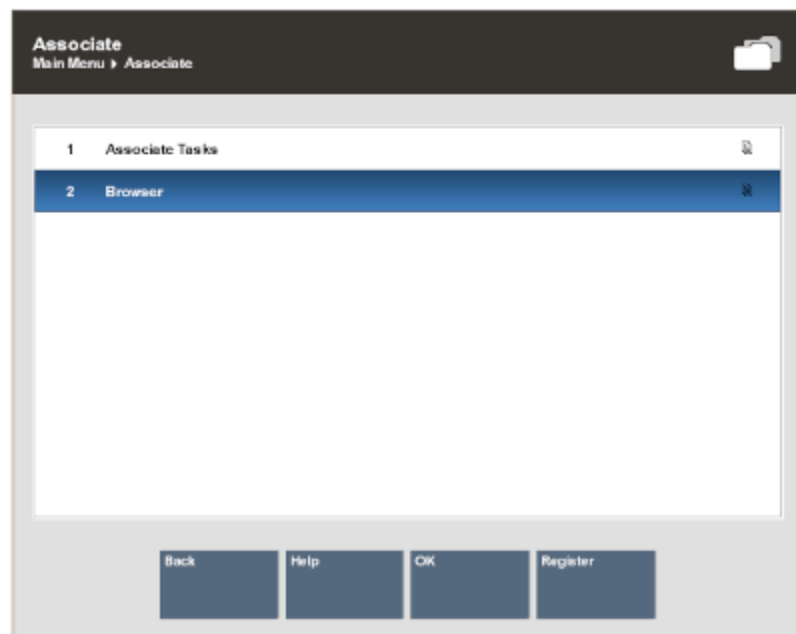 Associate
Main Menu ▸ Associate
1 Associate Tasks
2 Browser
Back Help OK Register